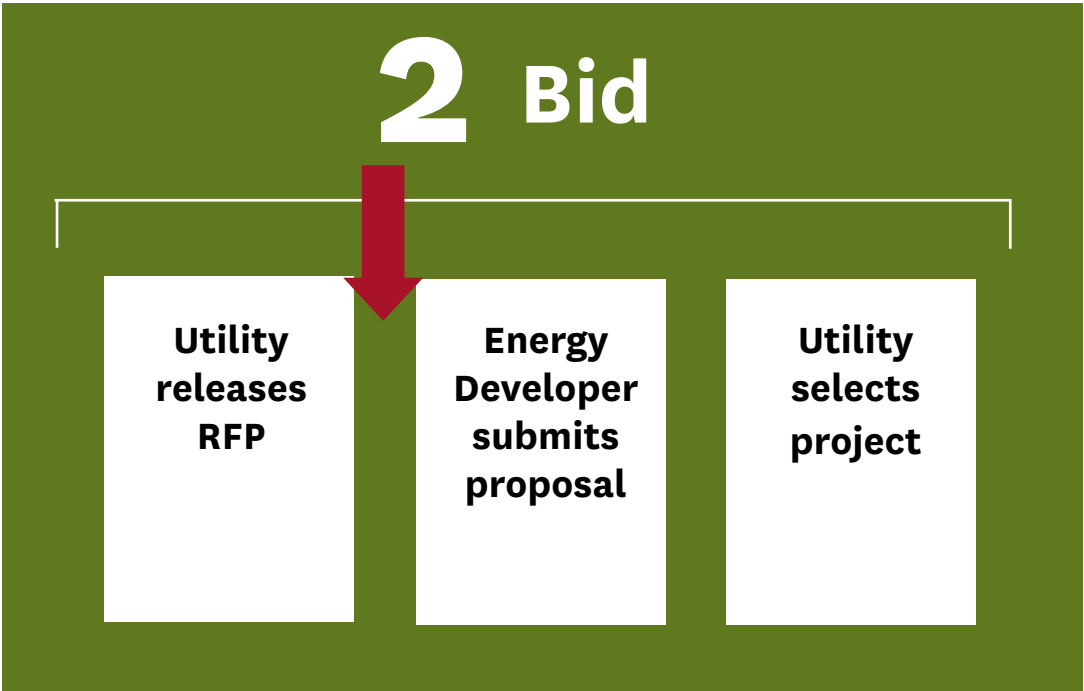 2 Bid
Utility
releases
RFP
Energy
Developer
submits
proposal
Utility
selects
project